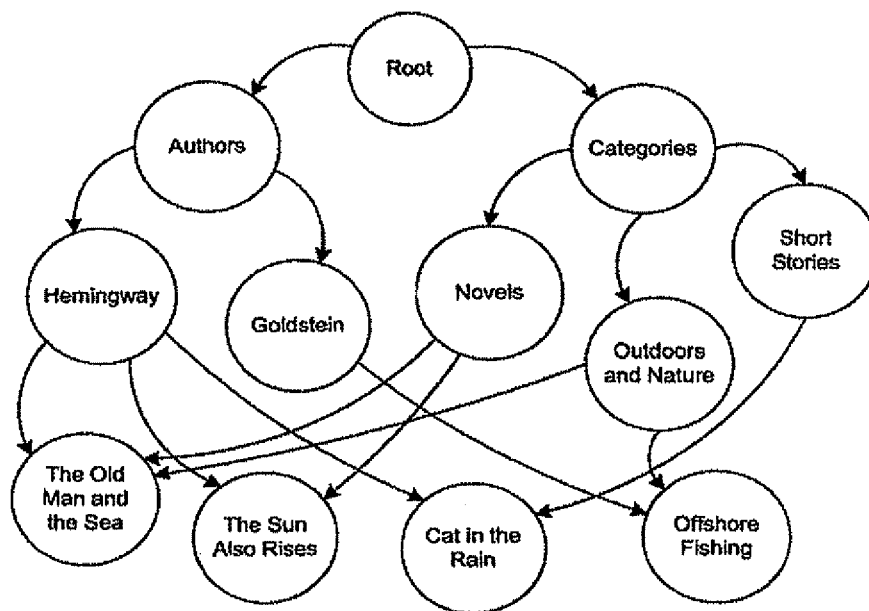 Root
Authors
Categories
Short
Stories
Hemingway
Goldstein
Novels
Outdoors
and Nature
The Old
Man and
the Sea
The Sun
Also Rises
Cat in the
Rain
Offshore
Fishing